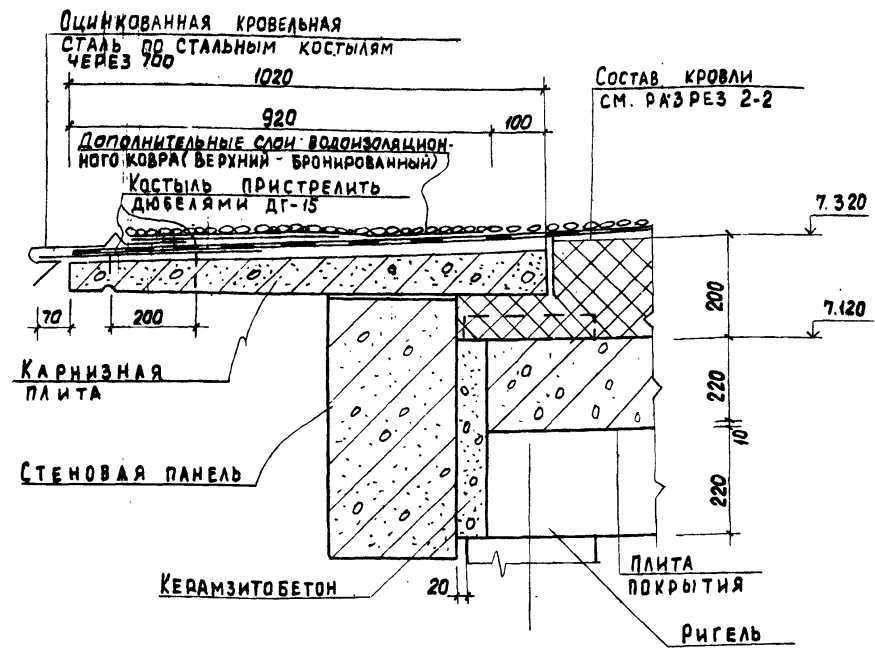 Оцинкованная кровельная
сталь по стальным костылям
через 700
1020
Состав кровли
см. разрез 2-2
920
100
Дополнительные слои водоизоляцион-
ного ковра (верхний - бронированный)
Костыль пристрелить
дюбелями ДГ-15
7.320
200
70
200
7.120
Карнизная
плита
220
10
Стеновая панель
220
Керамзитобетон
20
Плита
покрытия
Ригель